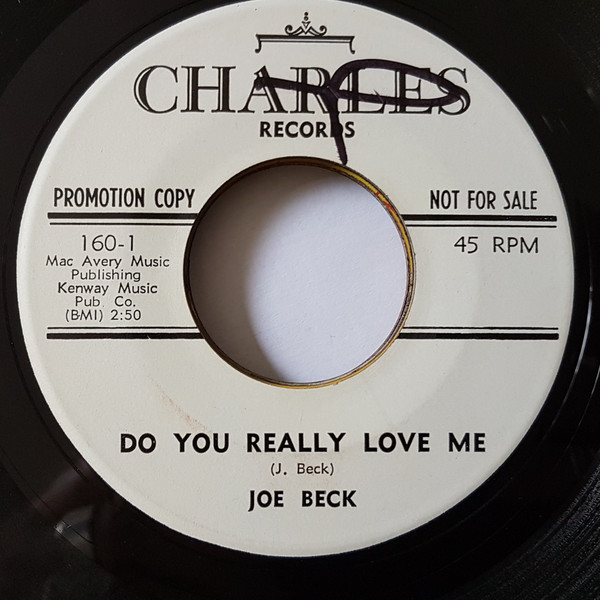 CHARLES
RECORDS
PROMOTION COPY
NOT FOR SALE
160-1
Mac Avery Music
Publishing
Kenway Music
Pub. Co.
(BMI) 2:50
45 RPM
DO YOU REALLY LOVE ME
(J. Beck)
JOE BECK